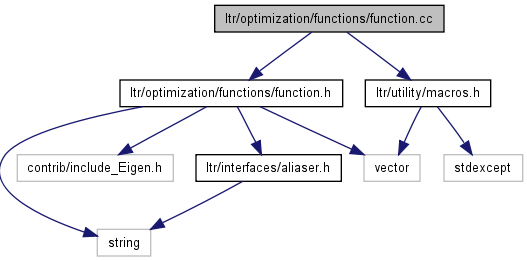 ltr/optimization/functions/function.cc
ltr/optimization/functions/function.h
ltr/utility/macros.h
contrib/include_Eigen.h
ltr/interfaces/aliaser.h
vector
stdexcept
string